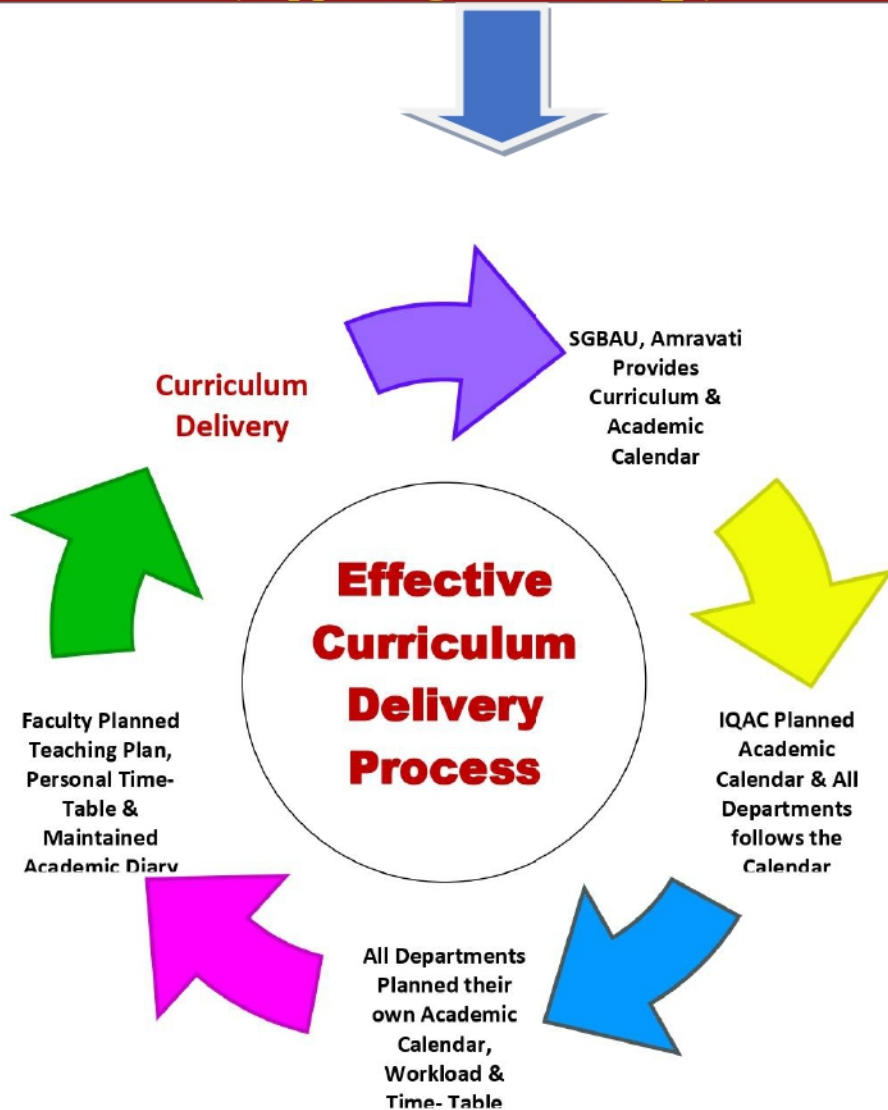 Curriculum
Delivery
SGBAU, Amravati
Provides
Curriculum &
Academic
Calendar
Effective
Curriculum
Delivery
Process
IQAC Planned
Academic
Calendar & All
Departments
follows the
Calendar
All Departments
Planned their
own Academic
Calendar,
Workload &
Time- Table
Faculty Planned
Teaching Plan,
Personal Time-
Table &
Maintained
Academic Diary